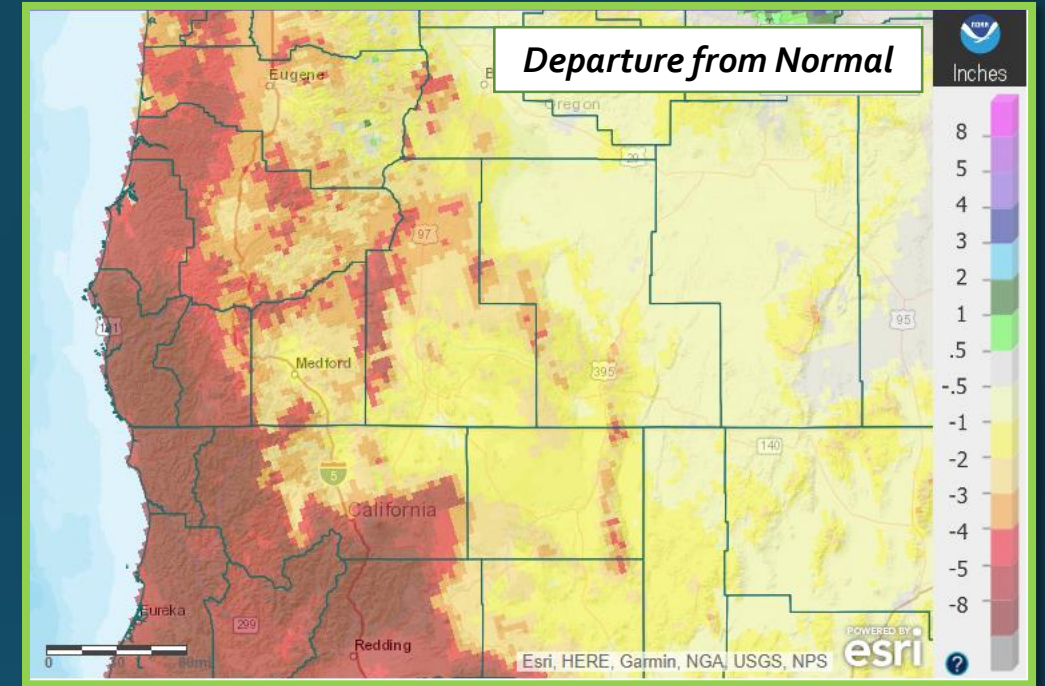 Departure from Normal
NOAA
Inches
8
5
4
3
2
1
.5
-.5
-1
-2
-3
-4
-5
-8
Eugene
B
Oregon
20
97
101
95
Medford
395
140
5
California
Eureka
299
Redding
0
60mi
Esri, HERE, Garmin, NGA, USGS, NPS
POWERED BY
esri
?